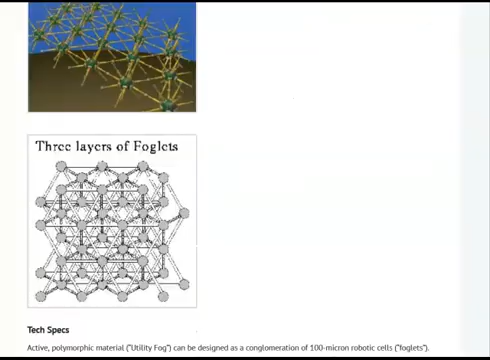 Three layers of Foglets
Tech Specs
Active, polymorphic material ("Utility Fog") can be designed as a conglomeration of 100-micron robotic cells ("foglets").